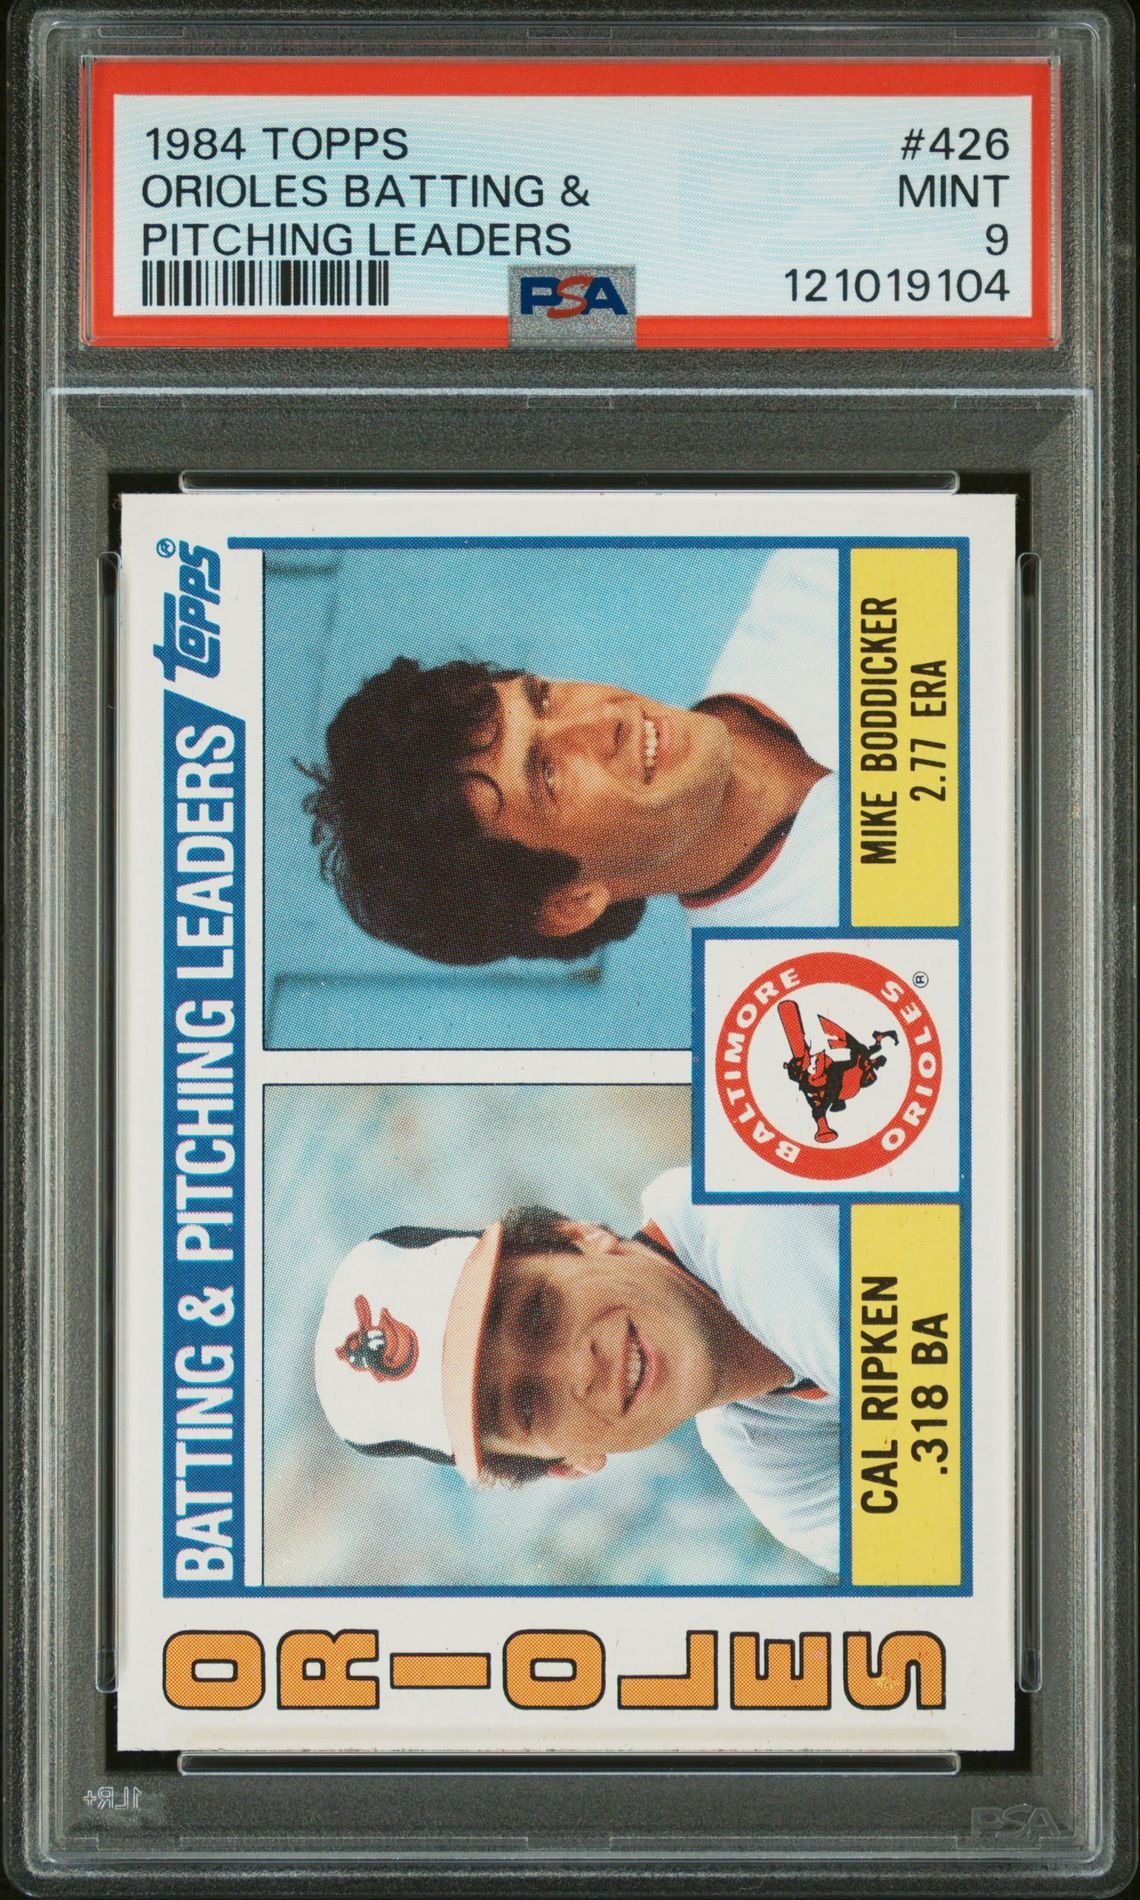 1984 TOPPS #426
ORIOLES BATTING & MINT
PITCHING LEADERS 9
PSA 121019104
BATTING & PITCHING LEADERS topps®
ORIOLES
CAL RIPKEN
.318 BA
BALTIMORE
ORIOLES ®
MIKE BODDICKER
2.77 ERA
1LR+
PSA